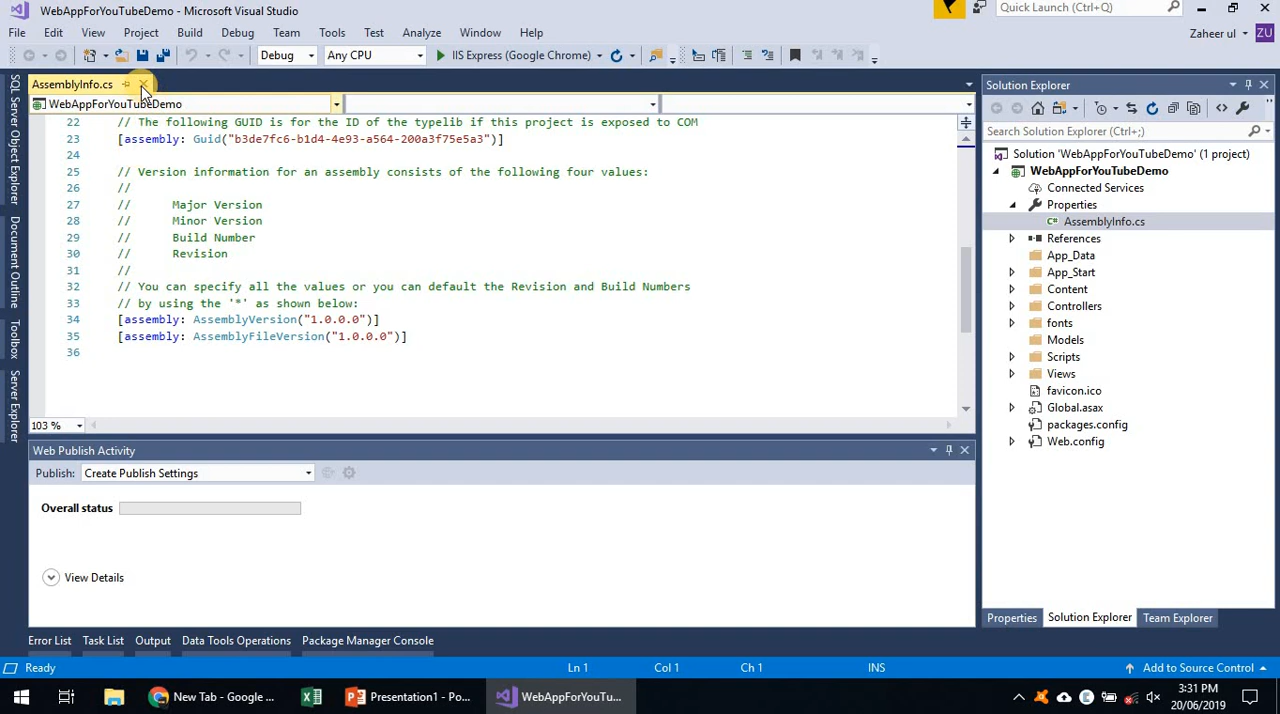 WebAppForYouTubeDemo - Microsoft Visual Studio
Quick Launch (Ctrl+Q)
File Edit View Project Build Debug Team Tools Test Analyze Window Help
Zaheer ul
ZU
Debug
Any CPU
IIS Express (Google Chrome)
SQL Server Object Explorer
Document Outline
Toolbox
Server Explorer
AssemblyInfo.cs
WebAppForYouTubeDemo
22 // The following GUID is for the ID of the typelib if this project is exposed to COM
23 [assembly: Guid("b3de7fc6-b1d4-4e93-a564-200a3f75e5a3")]
24
25 // Version information for an assembly consists of the following four values:
26 //
27 // Major Version
28 // Minor Version
29 // Build Number
30 // Revision
31 //
32 // You can specify all the values or you can default the Revision and Build Numbers
33 // by using the '*' as shown below:
34 [assembly: AssemblyVersion("1.0.0.0")]
35 [assembly: AssemblyFileVersion("1.0.0.0")]
36
103 %
Web Publish Activity
Publish: Create Publish Settings
Overall status
View Details
Error List Task List Output Data Tools Operations Package Manager Console
Solution Explorer
Search Solution Explorer (Ctrl+;)
Solution 'WebAppForYouTubeDemo' (1 project)
WebAppForYouTubeDemo
Connected Services
Properties
C# AssemblyInfo.cs
References
App_Data
App_Start
Content
Controllers
fonts
Models
Scripts
Views
favicon.ico
Global.asax
packages.config
Web.config
Properties Solution Explorer Team Explorer
Ready
Ln 1 Col 1 Ch 1 INS
Add to Source Control
New Tab - Google ...
Presentation1 - Po...
WebAppForYouTu...
3:31 PM
20/06/2019